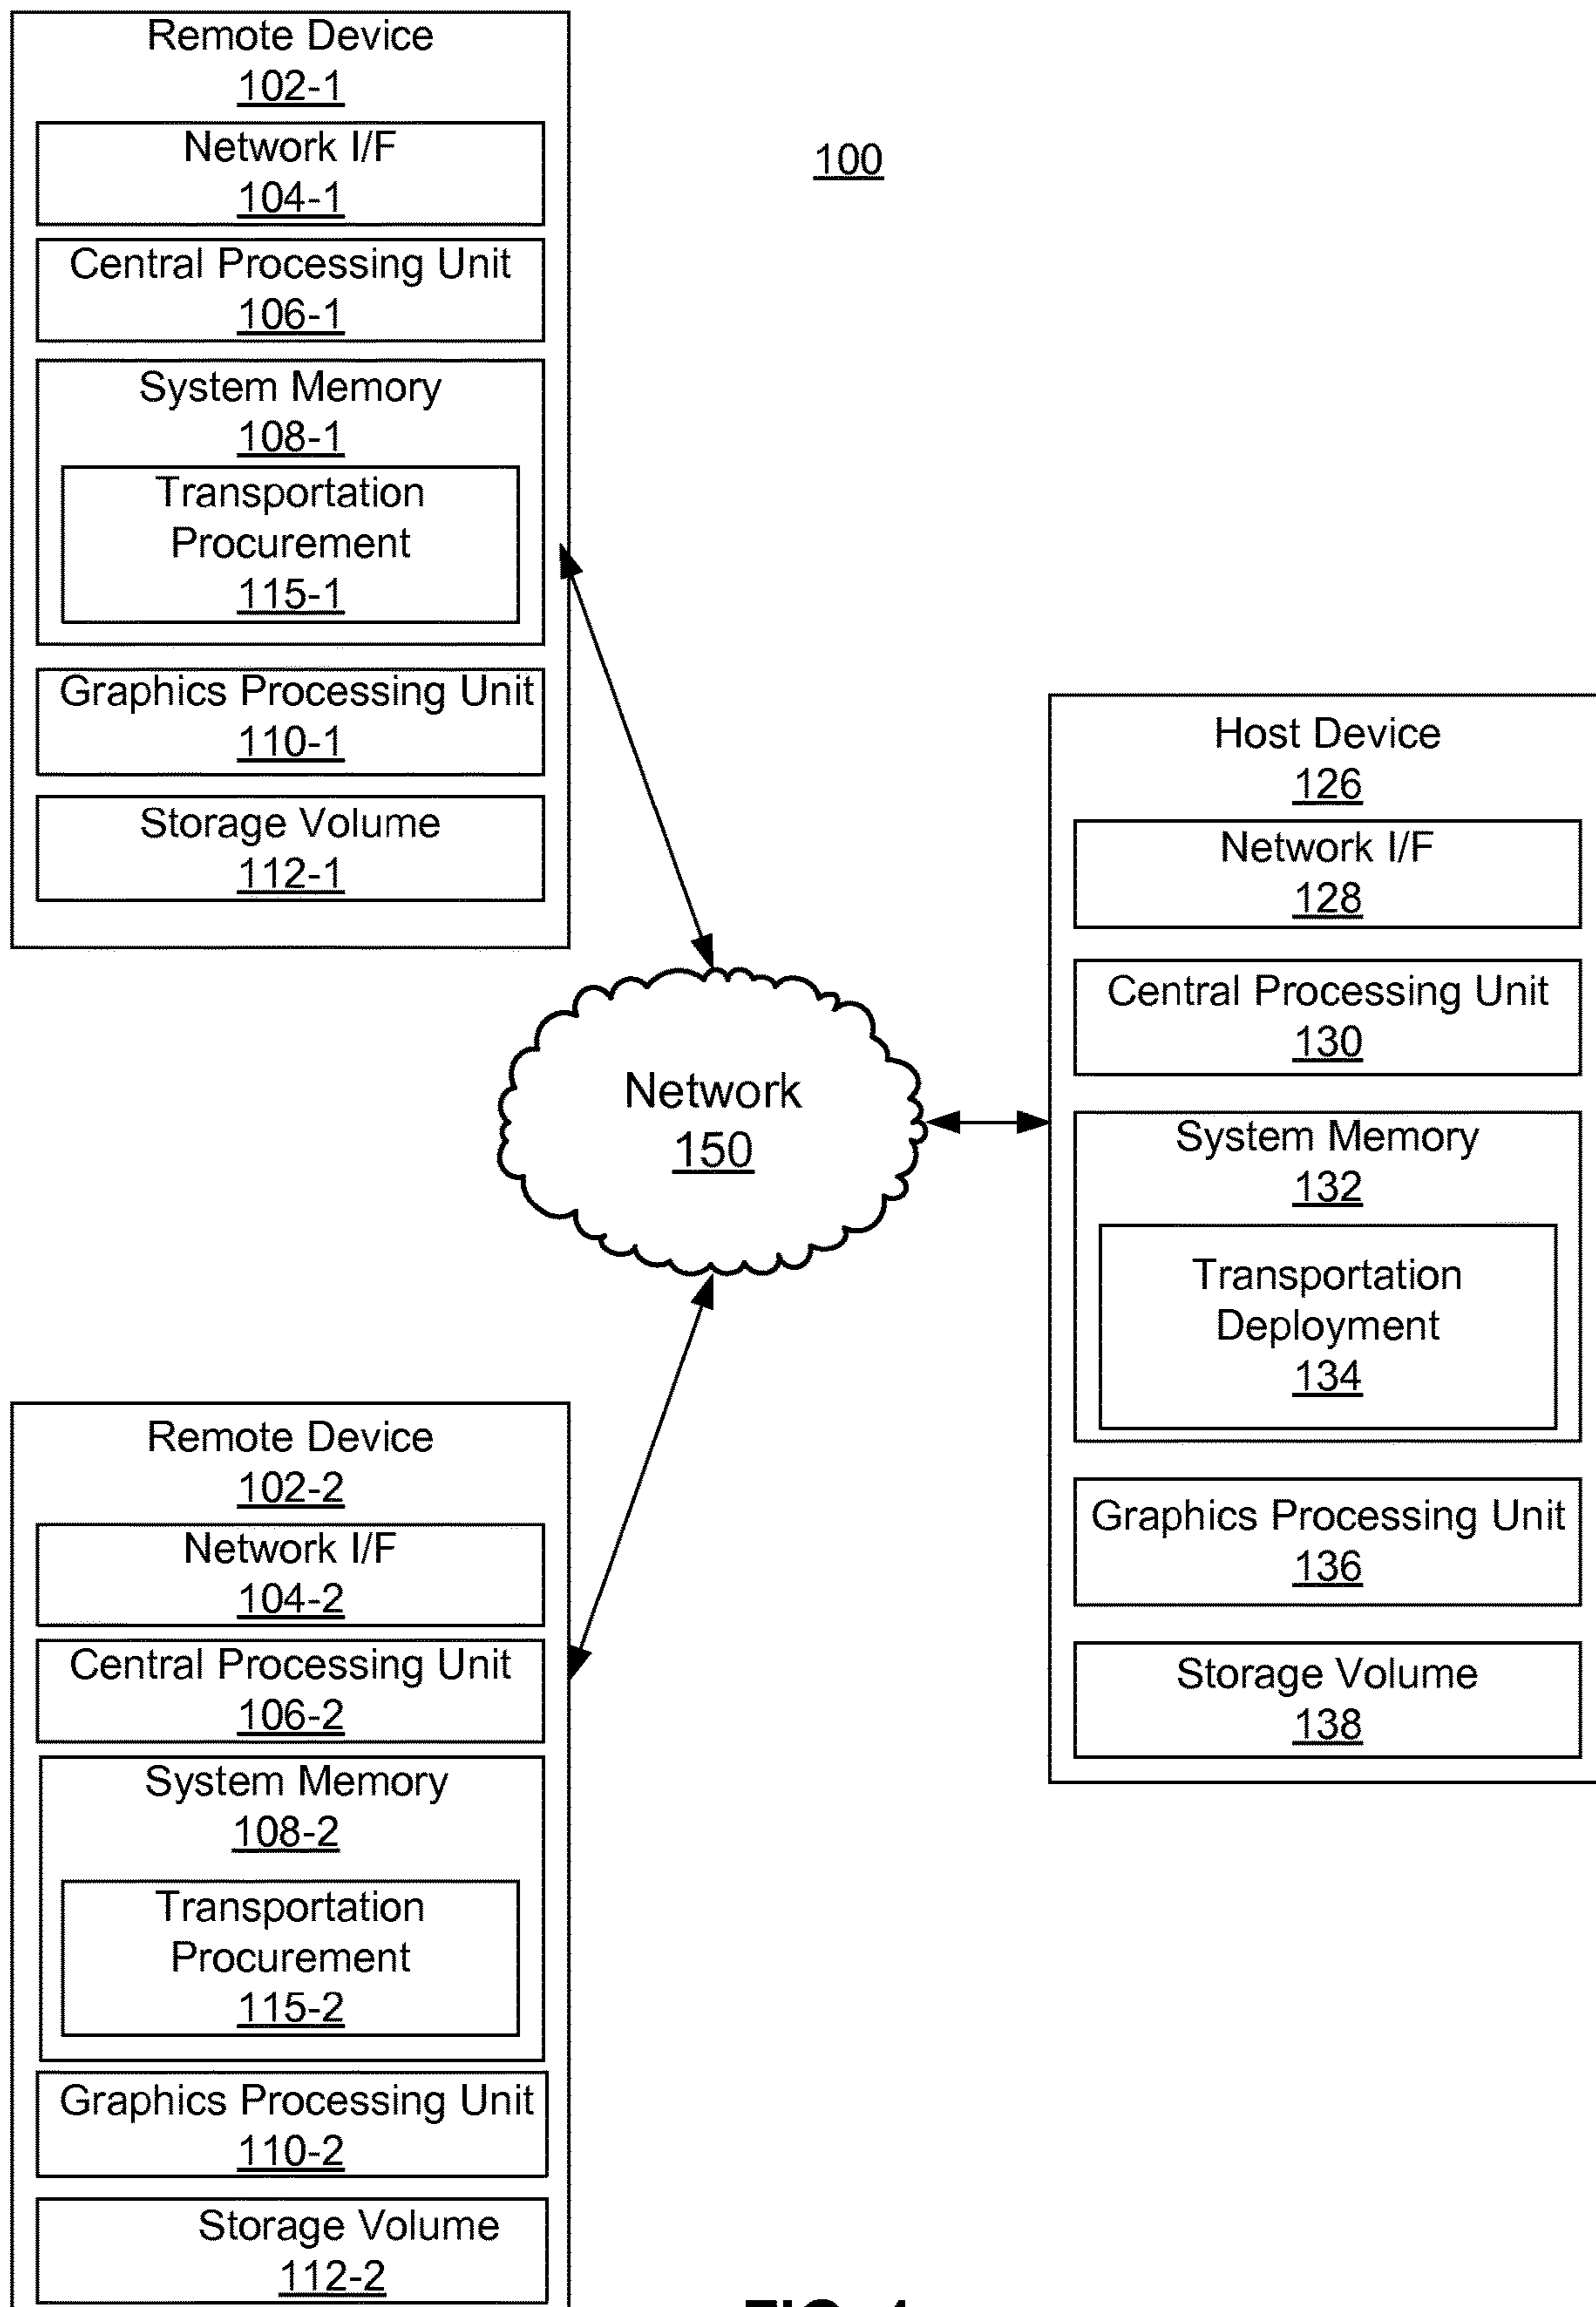 Remote Device
102-1
Network I/F
104-1
Central Processing Unit
106-1
System Memory
108-1
Transportation
Procurement
115-1
Graphics Processing Unit
110-1
Storage Volume
112-1
100
Host Device
126
Network I/F
128
Central Processing Unit
130
System Memory
132
Transportation
Deployment
134
Graphics Processing Unit
136
Storage Volume
138
Network
150
Remote Device
102-2
Network I/F
104-2
Central Processing Unit
106-2
System Memory
108-2
Transportation
Procurement
115-2
Graphics Processing Unit
110-2
Storage Volume
112-2